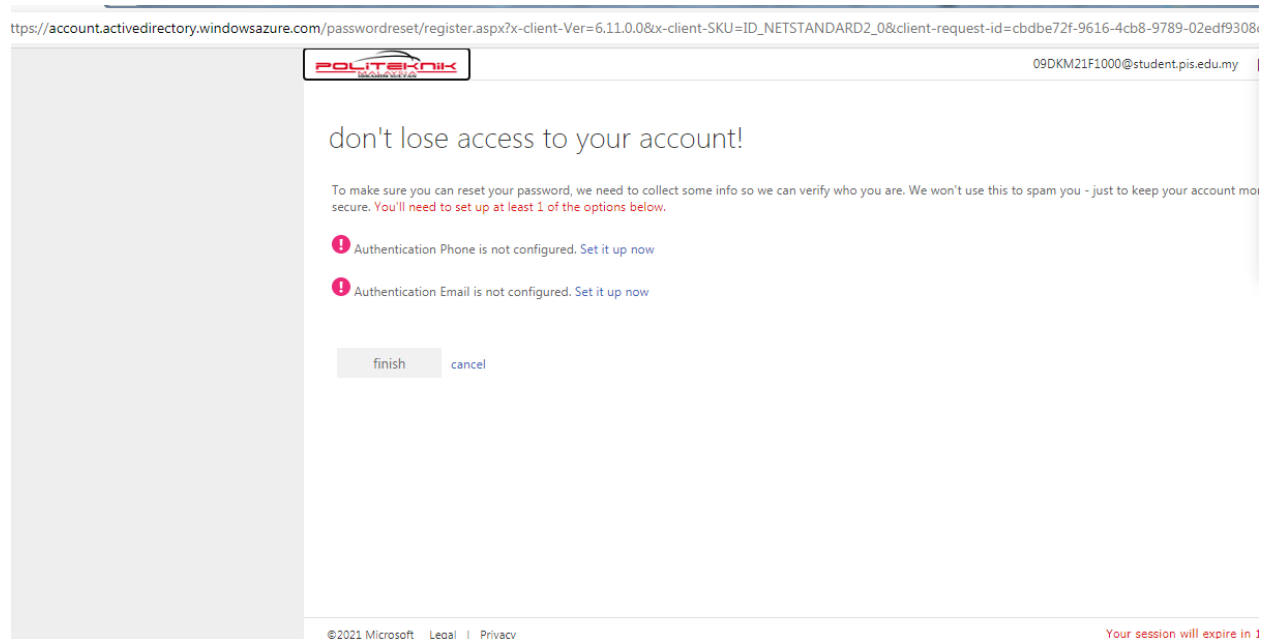 ttps://account.activedirectory.windowsazure.com/passwordreset/register.aspx?x-client-Ver=6.11.0.0&x-client-SKU=ID_NETSTANDARD2_0&client-request-id=cbdbe72f-9616-4cb8-9789-02edf9308
POLITEKNIK
MALAYSIA
09DKM21F1000@student.pis.edu.my
don't lose access to your account!
To make sure you can reset your password, we need to collect some info so we can verify who you are. We won't use this to spam you - just to keep your account mo
secure. You'll need to set up at least 1 of the options below.
! Authentication Phone is not configured. Set it up now
! Authentication Email is not configured. Set it up now
finish cancel
©2021 Microsoft Legal | Privacy
Your session will expire in 1